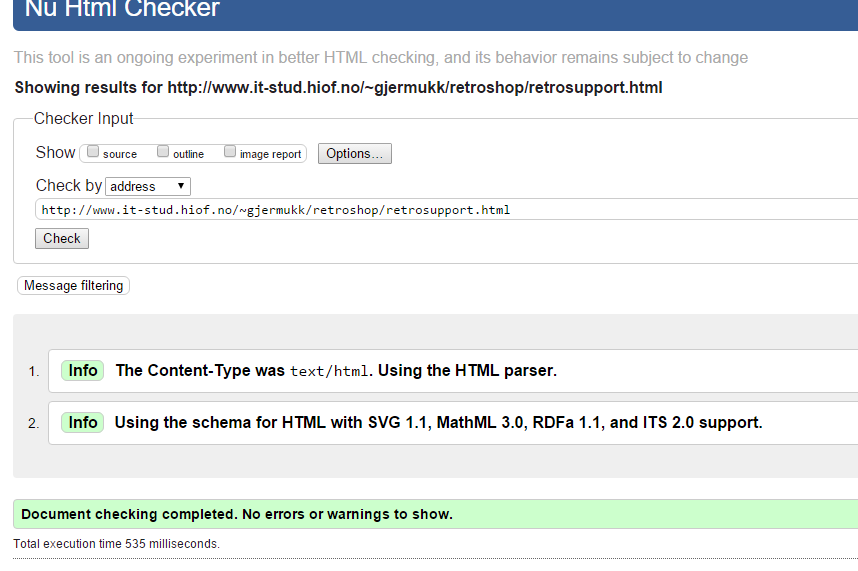 Nu Html Checker
This tool is an ongoing experiment in better HTML checking, and its behavior remains subject to change
Showing results for http://www.it-stud.hiof.no/~gjermukk/retroshop/retrosupport.html
Checker Input
Show source outline image report Options...
Check by address
http://www.it-stud.hiof.no/~gjermukk/retroshop/retrosupport.html
Check
Message filtering
1. Info The Content-Type was text/html. Using the HTML parser.
2. Info Using the schema for HTML with SVG 1.1, MathML 3.0, RDFa 1.1, and ITS 2.0 support.
Document checking completed. No errors or warnings to show.
Total execution time 535 milliseconds.